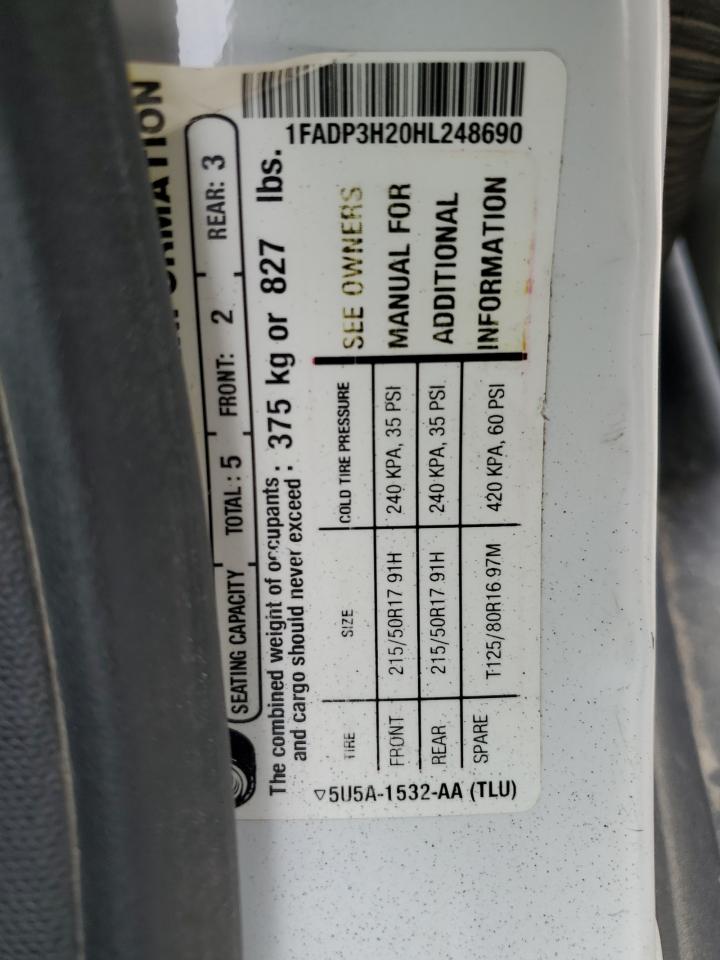 SEATING CAPACITY TOTAL: 5 FRONT: 2 REAR: 3
The combined weight of occupants
and cargo should never exceed : 375 kg or 827 lbs.
TIRE SIZE COLD TIRE PRESSURE SEE OWNERS
FRONT 215/50R17 91H 240 KPA, 35 PSI MANUAL FOR
REAR 215/50R17 91H 240 KPA, 35 PSI ADDITIONAL
SPARE T125/80R16 97M 420 KPA, 60 PSI INFORMATION
5U5A-1532-AA (TLU)
1FADP3H20HL248690